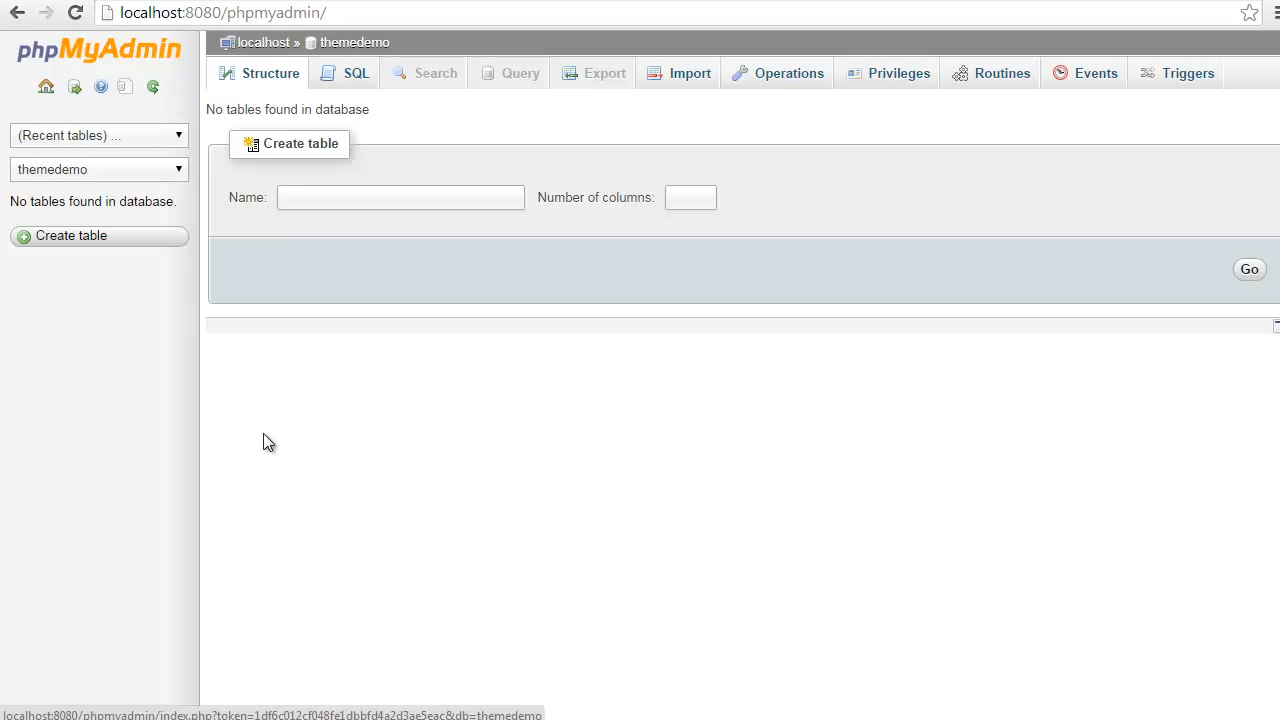 localhost:8080/phpmyadmin/
phpMyAdmin
localhost » themedemo
Structure SQL Search Query Export Import Operations Privileges Routines Events Triggers
(Recent tables) ...
themedemo
No tables found in database.
Create table
No tables found in database
Create table
Name: Number of columns:
Go
localhost:8080/phpmyadmin/index.php?token=1df6c012cf048fe1dbbfd4a2d3ae5eac&db=themedemo